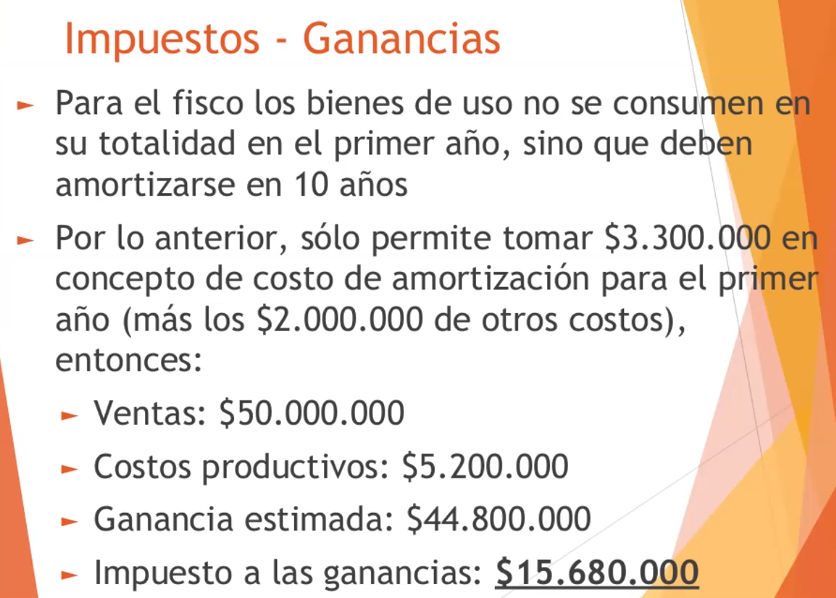 Impuestos - Ganancias
► Para el fisco los bienes de uso no se consumen en
su totalidad en el primer año, sino que deben
amortizarse en 10 años
► Por lo anterior, sólo permite tomar $3.300.000 en
concepto de costo de amortización para el primer
año (más los $2.000.000 de otros costos),
entonces:
► Ventas: $50.000.000
► Costos productivos: $5.200.000
► Ganancia estimada: $44.800.000
► Impuesto a las ganancias: $15.680.000